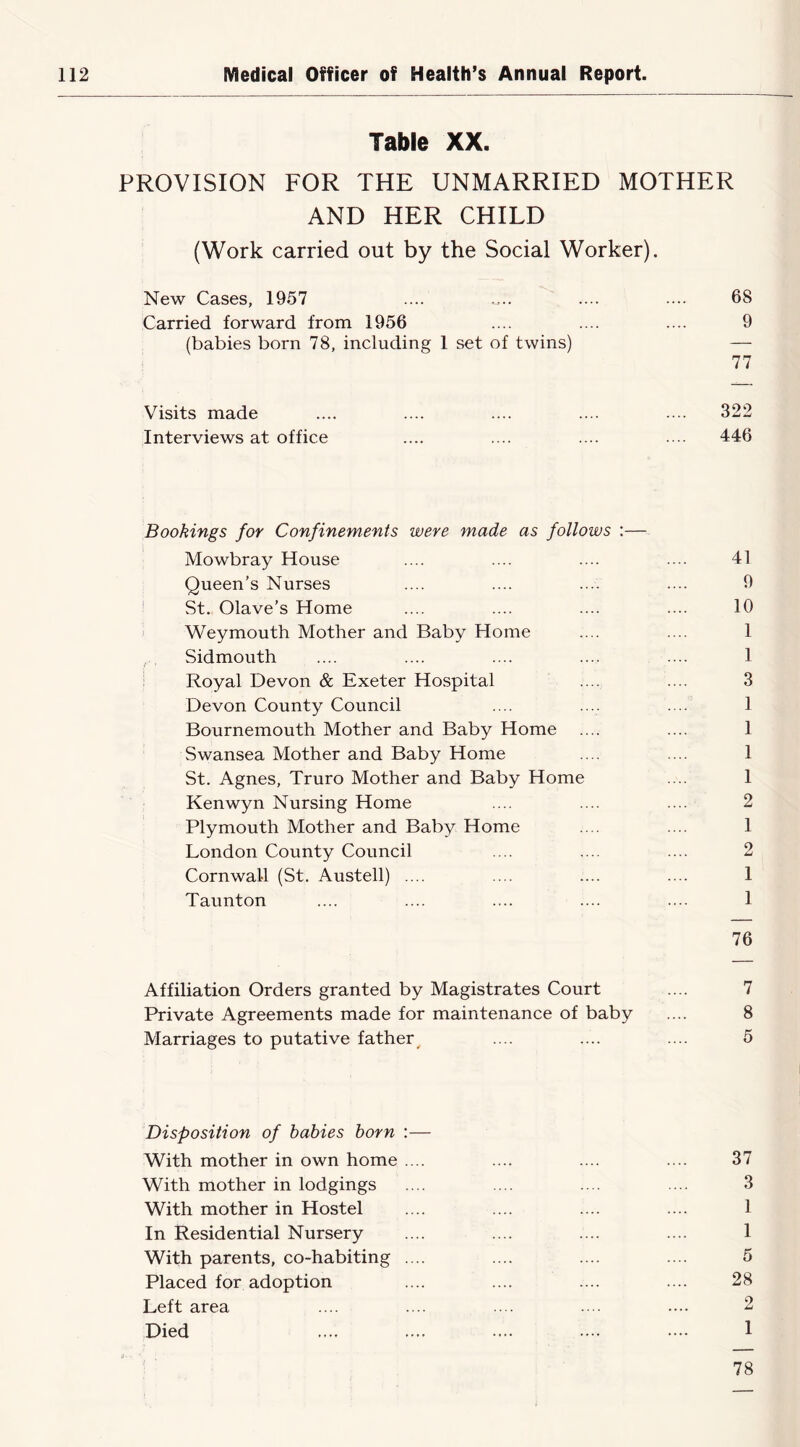 112 Medical Officer of Health's Annual Report.
Table XX.
PROVISION FOR THE UNMARRIED MOTHER
AND HER CHILD
(Work carried out by the Social Worker).
New Cases, 1957 .... .... .... .... 68
Carried forward from 1956 .... .... .... 9
(babies born 78, including 1 set of twins) —
77
—
Visits made .... .... .... .... .... 322
Interviews at office .... .... .... .... 446
Bookings for Confinements were made as follows :—
Mowbray House .... .... .... .... 41
Queen's Nurses .... .... .... .... 9
St. Olave's Home .... .... .... .... 10
Weymouth Mother and Baby Home .... .... 1
Sidmouth .... .... .... .... .... 1
Royal Devon & Exeter Hospital .... .... 3
Devon County Council .... .... .... 1
Bournemouth Mother and Baby Home .... .... 1
Swansea Mother and Baby Home .... .... 1
St. Agnes, Truro Mother and Baby Home .... 1
Kenwyn Nursing Home .... .... .... 2
Plymouth Mother and Baby Home .... .... 1
London County Council .... .... .... 2
Cornwall (St. Austell) .... .... .... .... 1
Taunton .... .... .... .... .... 1
—
76
—
Affiliation Orders granted by Magistrates Court .... 7
Private Agreements made for maintenance of baby .... 8
Marriages to putative father .... .... .... 5
Disposition of babies born :—
With mother in own home .... .... .... .... 37
With mother in lodgings .... .... .... .... 3
With mother in Hostel .... .... .... .... 1
In Residential Nursery .... .... .... .... 1
With parents, co-habiting .... .... .... .... 5
Placed for adoption .... .... .... .... 28
Left area .... .... .... .... .... 2
Died .... .... .... .... .... 1
—
78
—